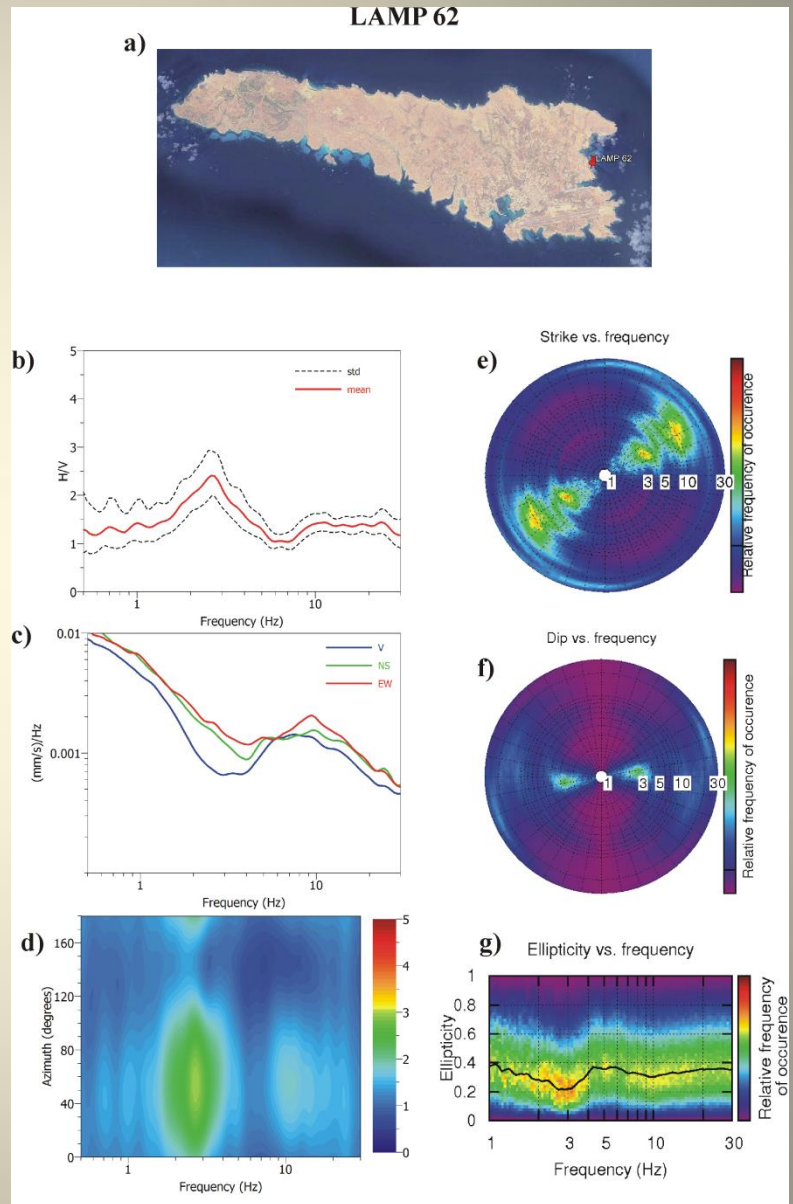 LAMP 62
a)
LAMP 62
b)
5
4
3
2
1
0
H/V
std
mean
1
10
Frequency (Hz)
c)
0.01
0.001
(mm/s)/Hz
V
NS
EW
1
10
Frequency (Hz)
d)
160
120
80
40
0
Azimuth (degrees)
1
10
Frequency (Hz)
5
4
3
2
1
0
Strike vs. frequency
e)
1
3
5
10
30
Relative frequency of occurence
Dip vs. frequency
f)
1
3
5
10
30
Relative frequency of occurence
g)
Ellipticity vs. frequency
1
0.8
0.6
0.4
0.2
0
Ellipticity
1
3
5
10
30
Frequency (Hz)
Relative frequency
of occurence